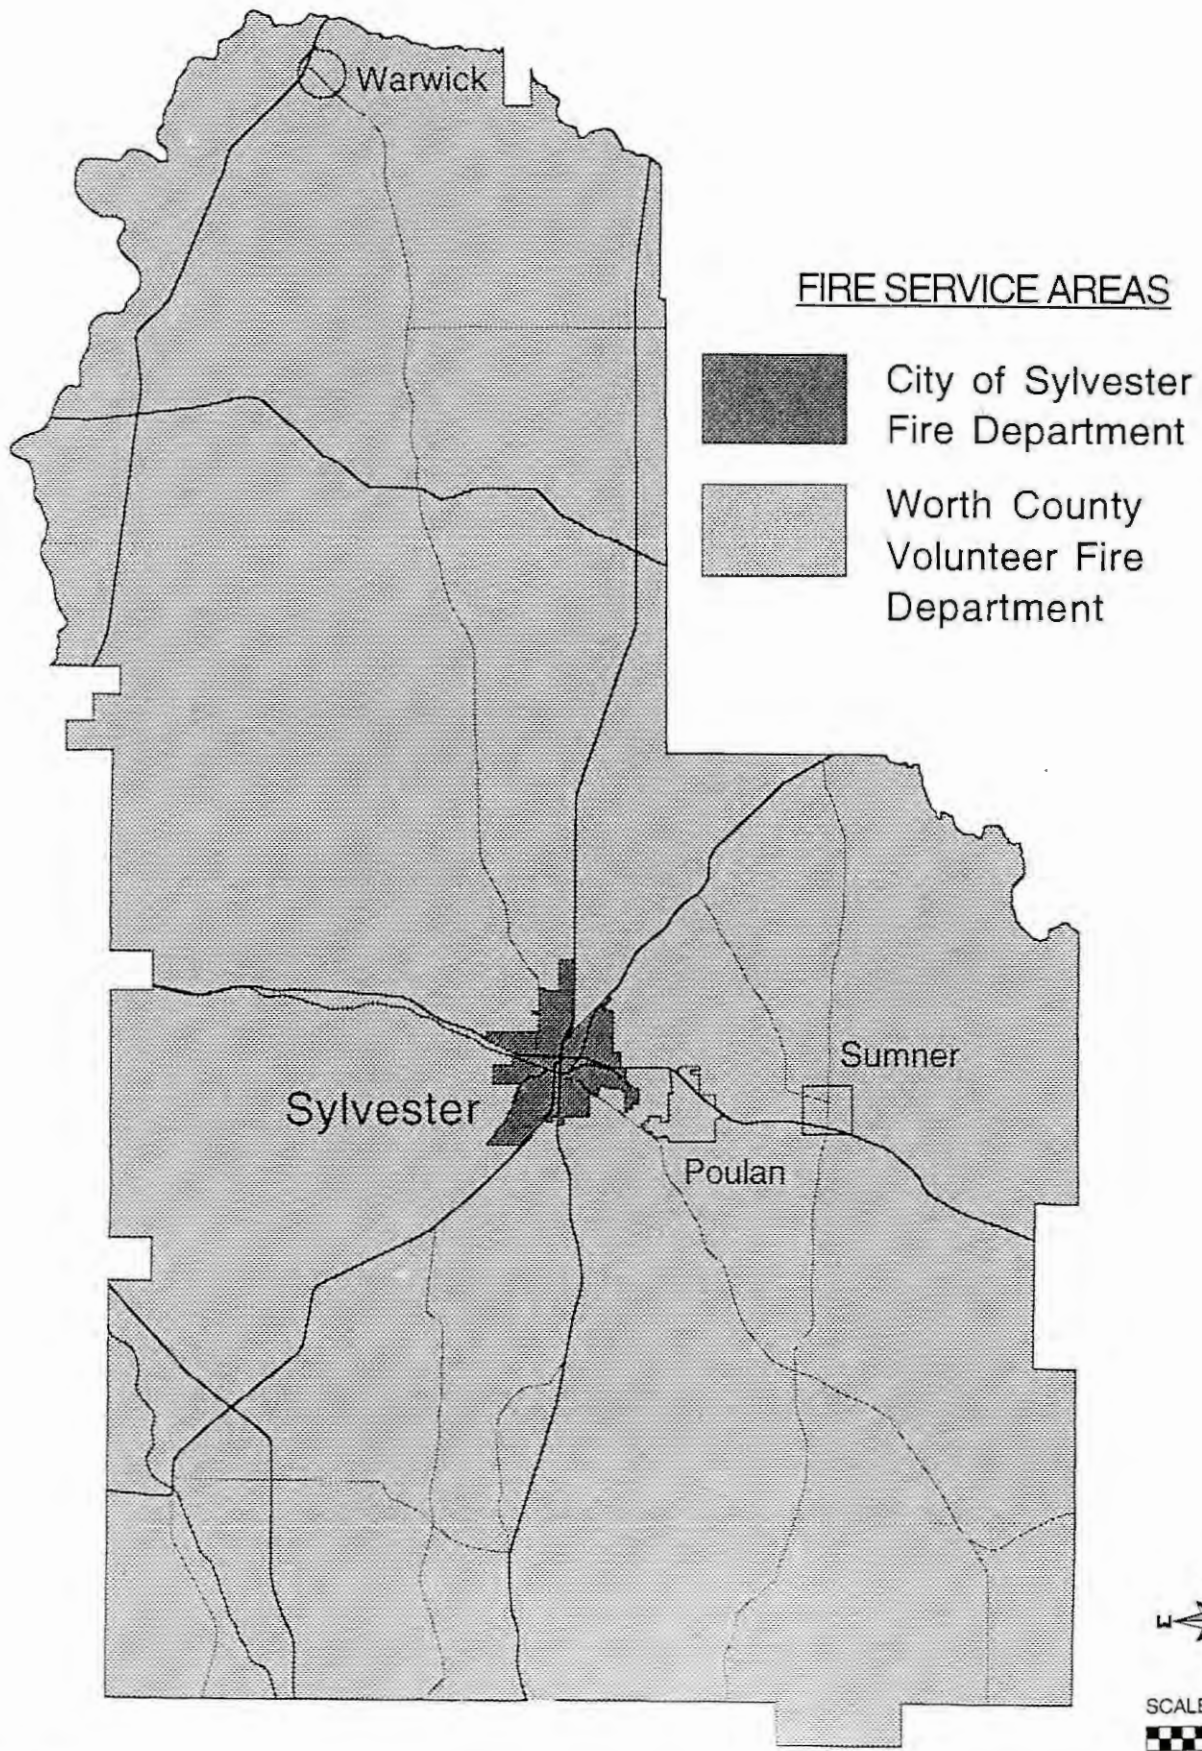 Warwick
FIRE SERVICE AREAS
City of Sylvester
Fire Department
Worth County
Volunteer Fire
Department
Sumner
Sylvester
Poulan
W
SCALE